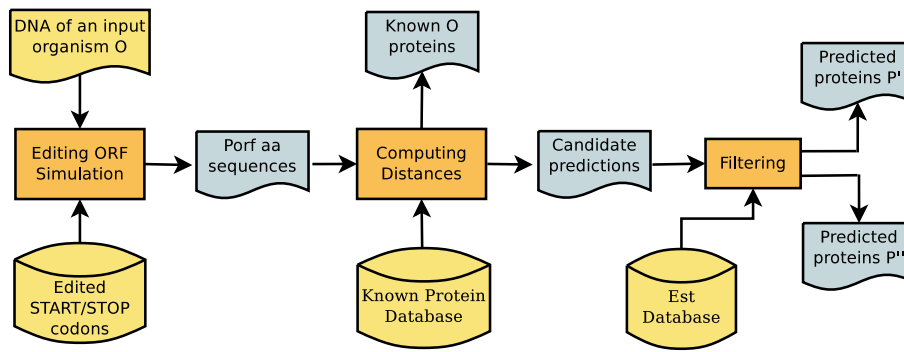 DNA of an input
organism O
Known O
proteins
Predicted
proteins P'
Editing ORF
Simulation
Porf aa
sequences
Computing
Distances
Candidate
predictions
Filtering
Predicted
proteins P"
Edited
START/STOP
codons
Known Protein
Database
Est
Database